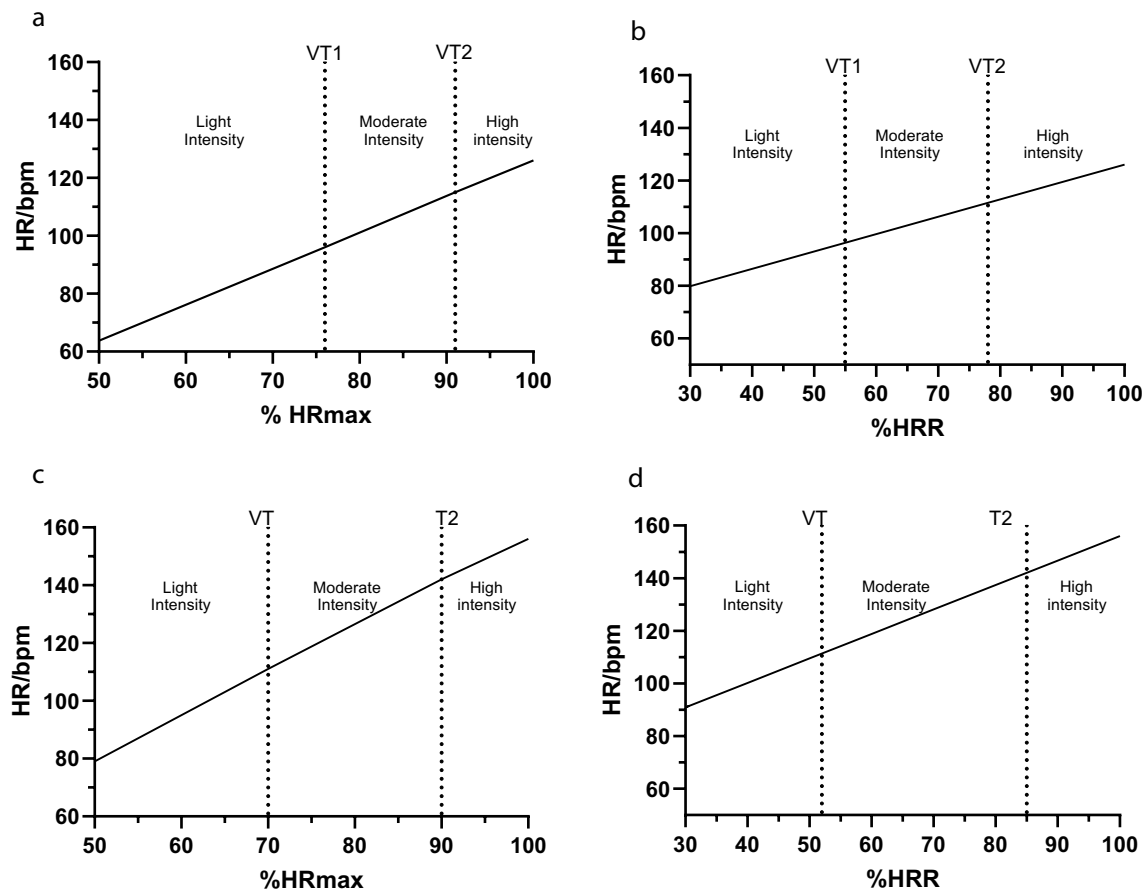 a
VT1 VT2
160
140
120
100
80
60
HR/bpm
Light
Intensity
Moderate
Intensity
High
intensity
50 60 70 80 90 100
% HRmax
b
VT1 VT2
160
140
120
100
80
60
HR/bpm
Light
Intensity
Moderate
Intensity
High
intensity
30 40 50 60 70 80 90 100
%HRR
c
VT T2
160
140
120
100
80
60
HR/bpm
Light
Intensity
Moderate
Intensity
High
intensity
50 60 70 80 90 100
%HRmax
d
VT T2
160
140
120
100
80
60
HR/bpm
Light
Intensity
Moderate
Intensity
High
intensity
30 40 50 60 70 80 90 100
%HRR